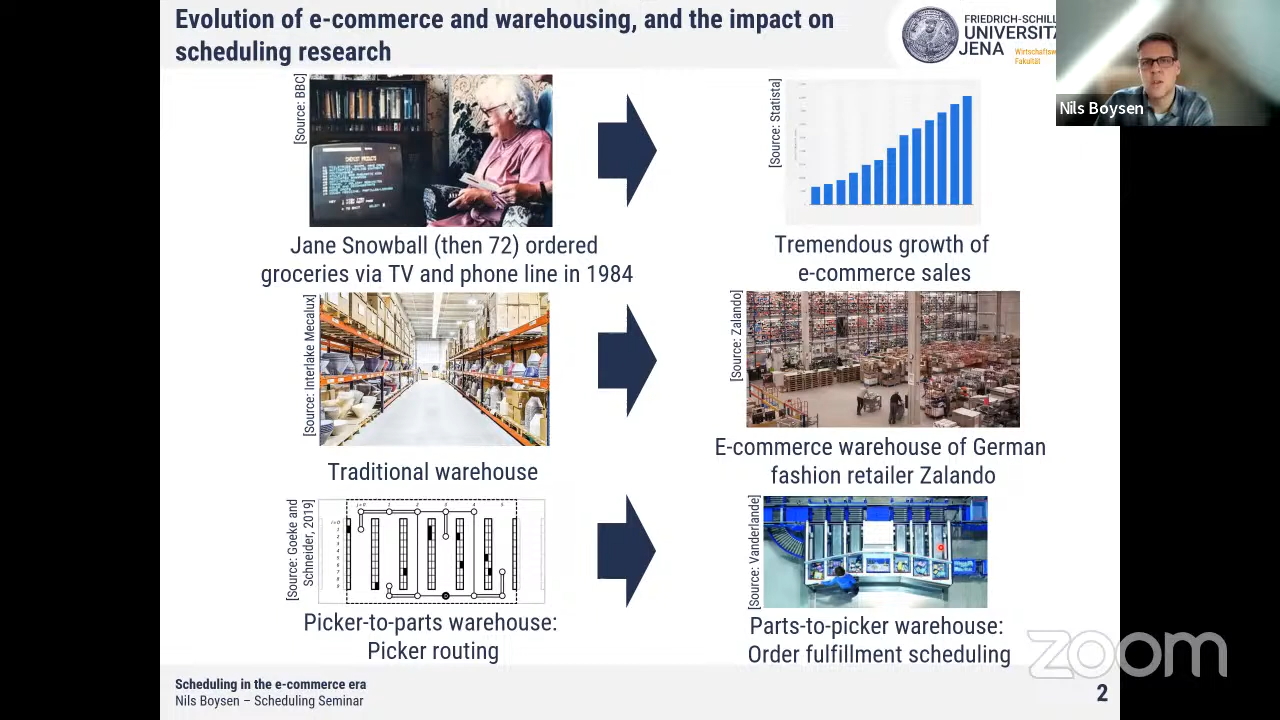 Evolution of e-commerce and warehousing, and the impact on
scheduling research
FRIEDRICH-SCHILL
UNIVERSITÄ
JENA
Wirtschaftsw
Fakultät
Nils Boysen
[Source: BBC]
[Source: Statista]
Jane Snowball (then 72) ordered
groceries via TV and phone line in 1984
Tremendous growth of
e-commerce sales
[Source: Interlake Mecalux]
[Source: Zalando]
Traditional warehouse
E-commerce warehouse of German
fashion retailer Zalando
[Source: Goeke and
Schneider, 2019]
[Source: Vanderlande]
Picker-to-parts warehouse:
Picker routing
Parts-to-picker warehouse:
Order fulfillment scheduling
zoom
Scheduling in the e-commerce era
Nils Boysen – Scheduling Seminar
2